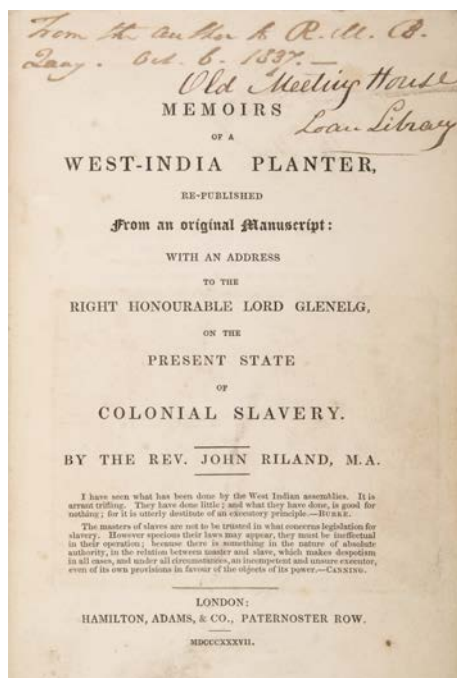 From the author to R. M. B.
Oct. 6. 1837.—
Old Meeting House
Loan Library
MEMOIRS
OF A
WEST-INDIA PLANTER,
RE-PUBLISHED
From an original Manuscript:
WITH AN ADDRESS
TO THE
RIGHT HONOURABLE LORD GLENELG,
ON THE
PRESENT STATE
OF
COLONIAL SLAVERY.
BY THE REV. JOHN RILAND, M.A.
I have seen what has been done by the West Indian assemblies. It is
arrant trifling. They have done little; and what they have done, is good for
nothing; for it is utterly destitute of an executory principle.—BURKE.
The masters of slaves are not to be trusted in what concerns legislation for
slavery. However specious their laws may appear, they must be ineffectual
in their operation; because there is something in the nature of absolute
authority, in the relation between master and slave, which makes despotism
in all cases, and under all circumstances, an incompetent and unsure executor,
even of its own provisions in favour of the objects of its power.—CANNING.
LONDON:
HAMILTON, ADAMS, & CO., PATERNOSTER ROW.
MDCCCXXXVII.